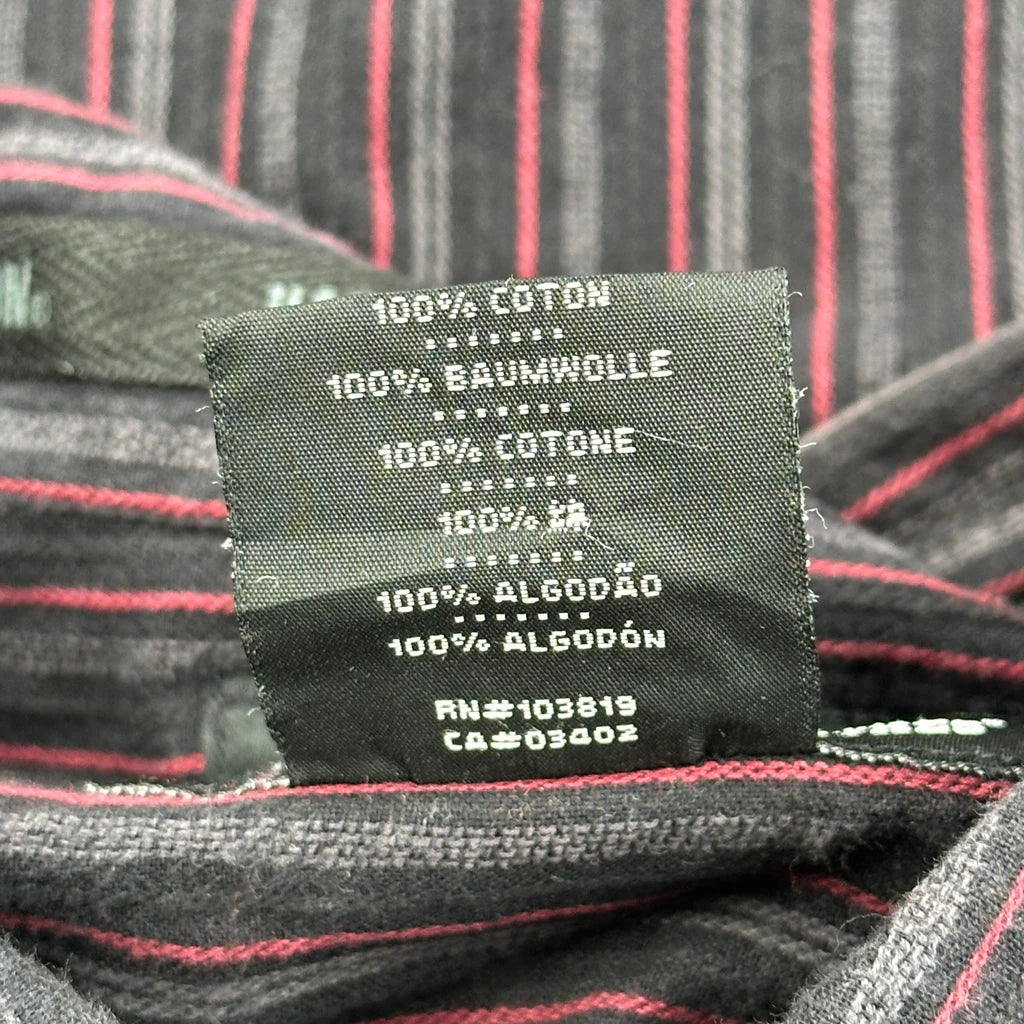 100% COTON
100% BAUMWOLLE
100% COTONE
100% 綿
100% ALGODÃO
100% ALGODÓN
RN#103819
CA#03402